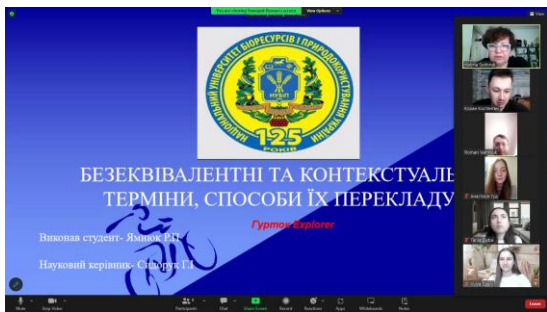 View Options
View
НАЦІОНАЛЬНИЙ УНІВЕРСИТЕТ БІОРЕСУРСІВ І ПРИРОДОКОРИСТУВАННЯ УКРАЇНИ
НУБІП
125
РОКІВ
БЕЗЕКВІВАЛЕНТНІ ТА КОНТЕКСТУАЛЬ
ТЕРМІНИ, СПОСОБИ ЇХ ПЕРЕКЛАДУ
Гурток Explorer
Виконав студент- Ямнюк Р.П
Науковий керівник- Сидорук Г.І
Mute
Stop Video
Participants
Chat
Share Screen
Record
Reactions
Apps
Whiteboards
Notes
Leave